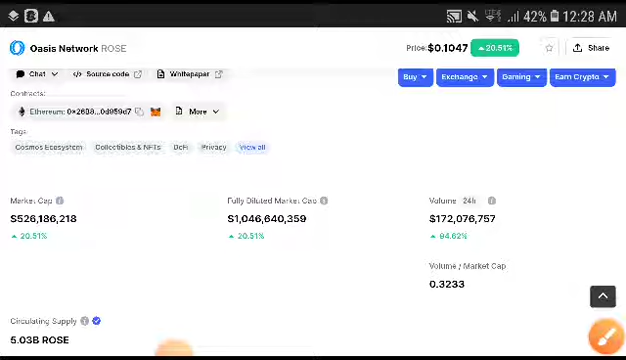 42% 12:28 AM
Oasis Network ROSE
Price:$0.1047 20.51% Share
Chat Source code Whitepaper
Buy Exchange Gaming Earn Crypto
Contracts:
Ethereum: 0x26B8...0d959d7 More
Tags:
Cosmos Ecosystem Collectibles & NFTs DeFi Privacy View all
Market Cap Fully Diluted Market Cap Volume 24h
$526,186,218 $1,046,640,359 $172,076,757
20.51% 20.51% 94.62%
Volume / Market Cap
0.3233
Circulating Supply
5.03B ROSE